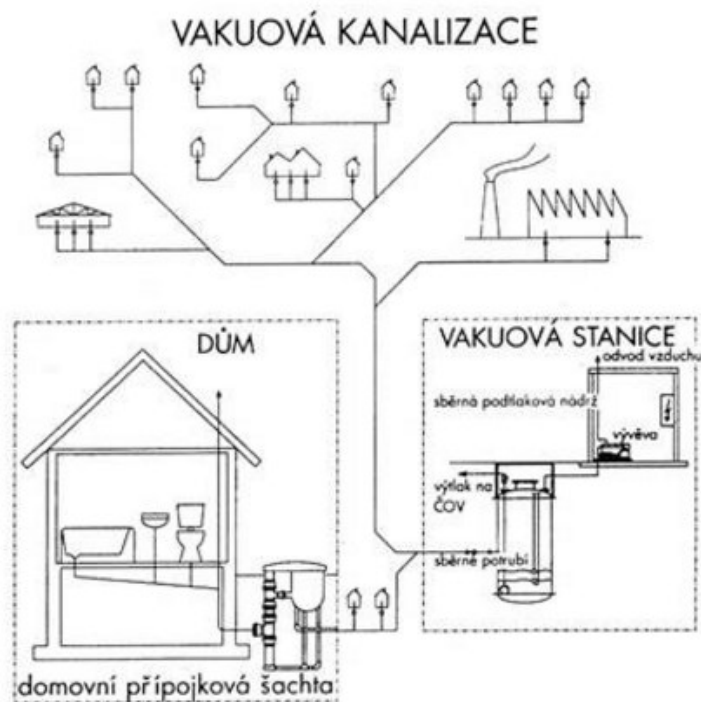 VAKUOVÁ KANALIZACE
DŮM
domovní přípojková šachta
VAKUOVÁ STANICE
odvod vzduchu
sběrná podtlaková nádrž
vývěva
výtlak na
ČOV
sběrné potrubí